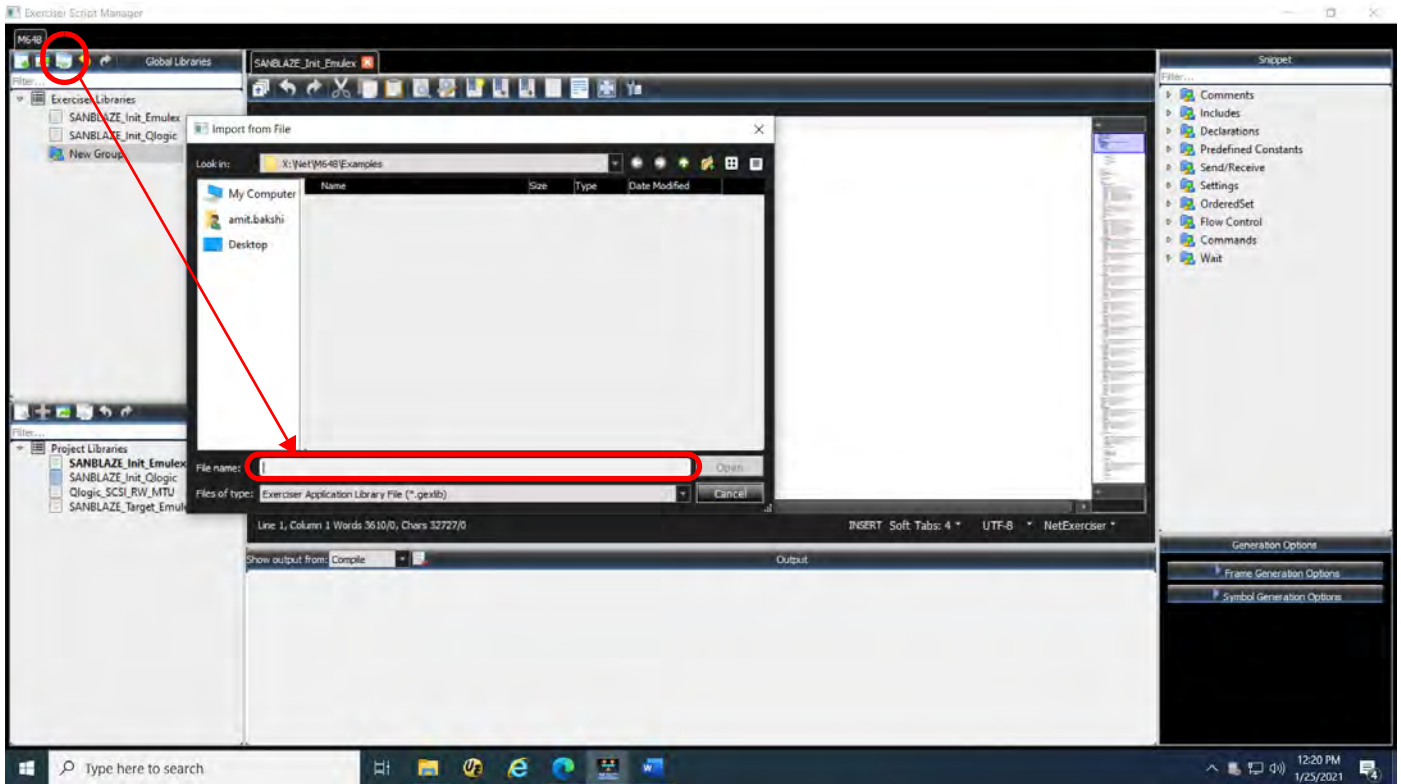 Exerciser Script Manager
M648
Global Libraries
Filter...
Exerciser Libraries
SANBLAZE_Init_Emulex
SANBLAZE_Init_Qlogic
New Group
SANBLAZE_Init_Emulex
Import from File
Look in:
X:\Net\M648\Examples
My Computer
amit.bakshi
Desktop
Name
Size
Type
Date Modified
File name:
Open
Files of type:
Exerciser Application Library File (*.gexlib)
Cancel
Filter...
Project Libraries
SANBLAZE_Init_Emulex
SANBLAZE_Init_Qlogic
Qlogic_SCSI_RW_MTU
SANBLAZE_Target_Emul
Line 1, Column 1 Words 3610/0, Chars 32727/0
INSERT Soft Tabs: 4
UTF-8
NetExerciser
Show output from: Compile
Output
Snippet
Filter...
Comments
Includes
Declarations
Predefined Constants
Send/Receive
Settings
OrderedSet
Flow Control
Commands
Wait
Generation Options
Frame Generation Options
Symbol Generation Options
Type here to search
12:20 PM
1/25/2021
4